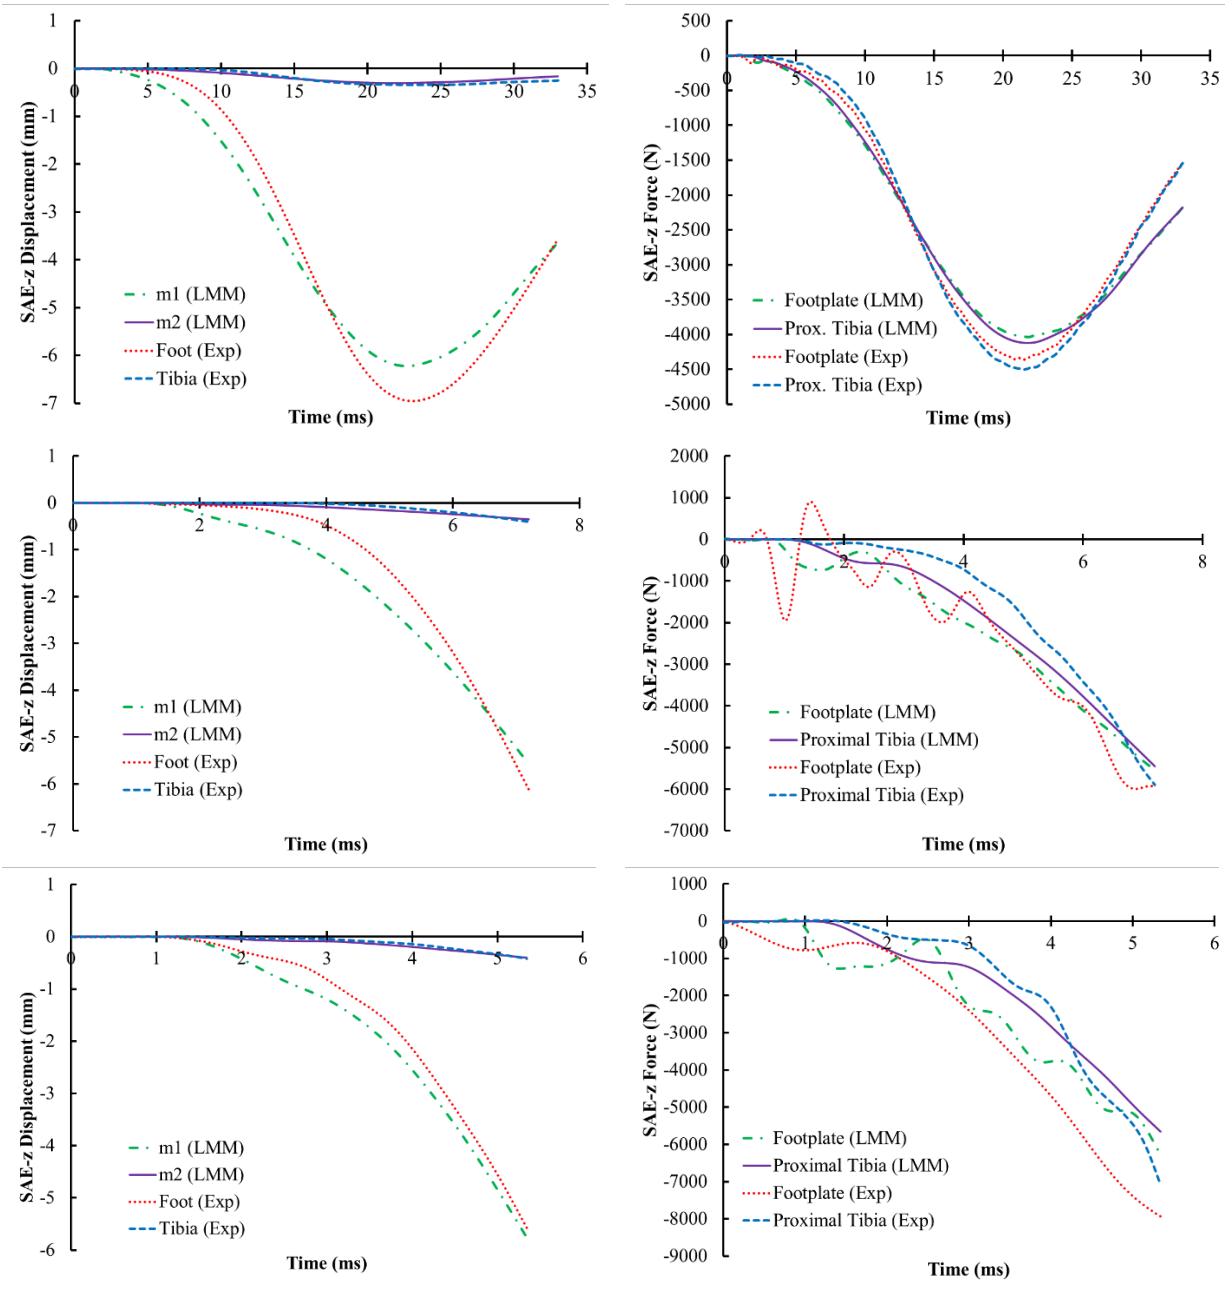 1
0
-1
-2
-3
-4
-5
-6
-7
0
5
10
15
20
25
30
35
SAE-z Displacement (mm)
Time (ms)
m1 (LMM)
m2 (LMM)
Foot (Exp)
Tibia (Exp)
500
0
-500
-1000
-1500
-2000
-2500
-3000
-3500
-4000
-4500
-5000
0
5
10
15
20
25
30
35
SAE-z Force (N)
Time (ms)
Footplate (LMM)
Prox. Tibia (LMM)
Footplate (Exp)
Prox. Tibia (Exp)
1
0
-1
-2
-3
-4
-5
-6
-7
0
2
4
6
8
SAE-z Displacement (mm)
Time (ms)
m1 (LMM)
m2 (LMM)
Foot (Exp)
Tibia (Exp)
2000
1000
0
-1000
-2000
-3000
-4000
-5000
-6000
-7000
0
2
4
6
8
SAE-z Force (N)
Time (ms)
Footplate (LMM)
Proximal Tibia (LMM)
Footplate (Exp)
Proximal Tibia (Exp)
1
0
-1
-2
-3
-4
-5
-6
0
1
2
3
4
5
6
SAE-z Displacement (mm)
Time (ms)
m1 (LMM)
m2 (LMM)
Foot (Exp)
Tibia (Exp)
1000
0
-1000
-2000
-3000
-4000
-5000
-6000
-7000
-8000
-9000
0
1
2
3
4
5
6
SAE-z Force (N)
Time (ms)
Footplate (LMM)
Proximal Tibia (LMM)
Footplate (Exp)
Proximal Tibia (Exp)